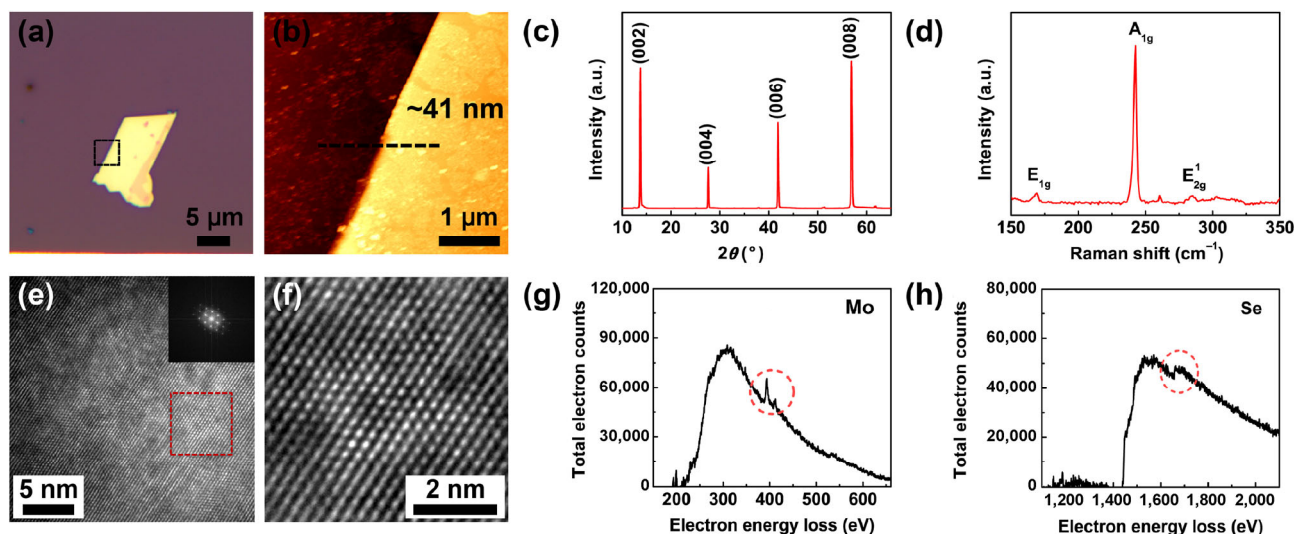 (a)
5 μm
(b)
~41 nm
1 μm
(c)
Intensity (a.u.)
(002)
(004)
(006)
(008)
10 20 30 40 50 60
2θ (°)
(d)
Intensity (a.u.)
E1g
A1g
E¹2g
150 200 250 300 350
Raman shift (cm⁻¹)
(e)
5 nm
(f)
2 nm
(g)
Mo
Total electron counts
120,000
90,000
60,000
30,000
0
200 300 400 500 600
Electron energy loss (eV)
(h)
Se
Total electron counts
80,000
60,000
40,000
20,000
0
1,200 1,400 1,600 1,800 2,000
Electron energy loss (eV)